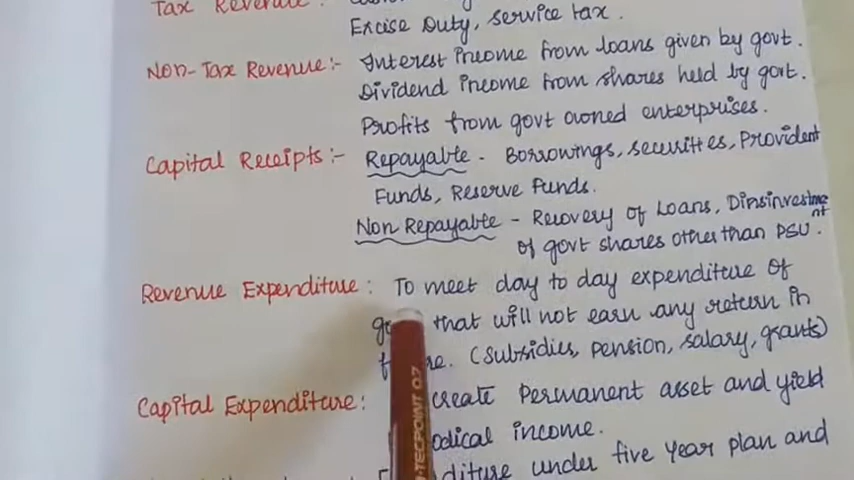 Tax Revenue :
Excise Duty, service tax.
Non-Tax Revenue :- Interest income from loans given by govt.
Dividend income from shares held by govt.
Profits from govt owned enterprises.
Capital Receipts :- Repayable - Borrowings, securities, Provident
Funds, Reserve Funds.
Non Repayable - Recovery of Loans, Dinsinvestment
of govt shares other than PSU.
Revenue Expenditure : To meet day to day expenditure of
that will not earn any return in
(subsidies, pension, salary, grants)
Capital Expenditure : create Permanent asset and yield
income.
under five year plan and
TECPOINT 0.7